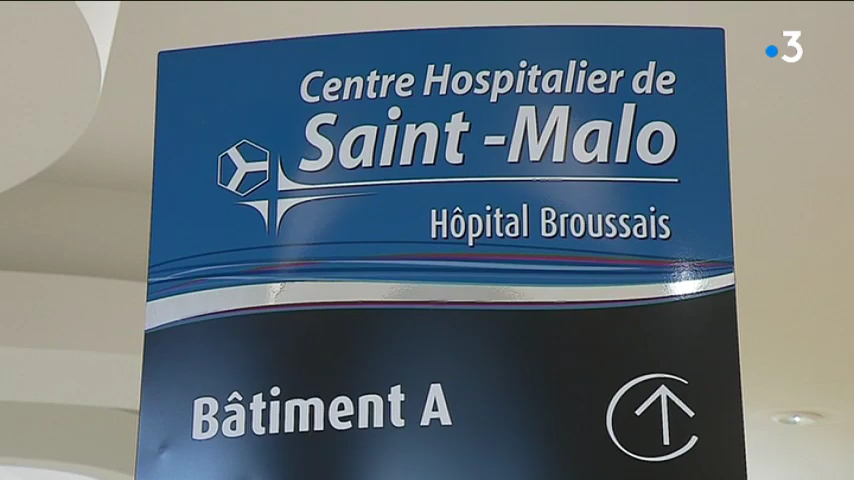 3
Centre Hospitalier de
Saint-Malo
Hôpital Broussais
Bâtiment A